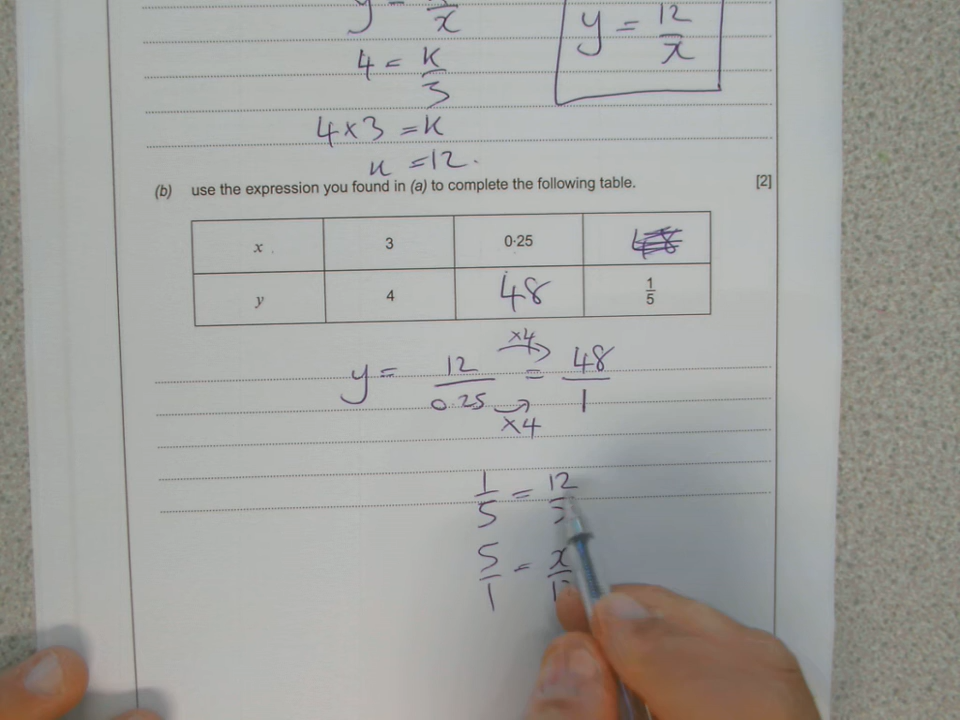 y = /x
y = 12/x
4 = k/3
4 × 3 = k
k = 12.
(b) use the expression you found in (a) to complete the following table. [2]
x 3 0·25
y 4 48 1/5
×4
y = 12/0.25 = 48/1
×4
1/5 = 12/
5/1 = x/